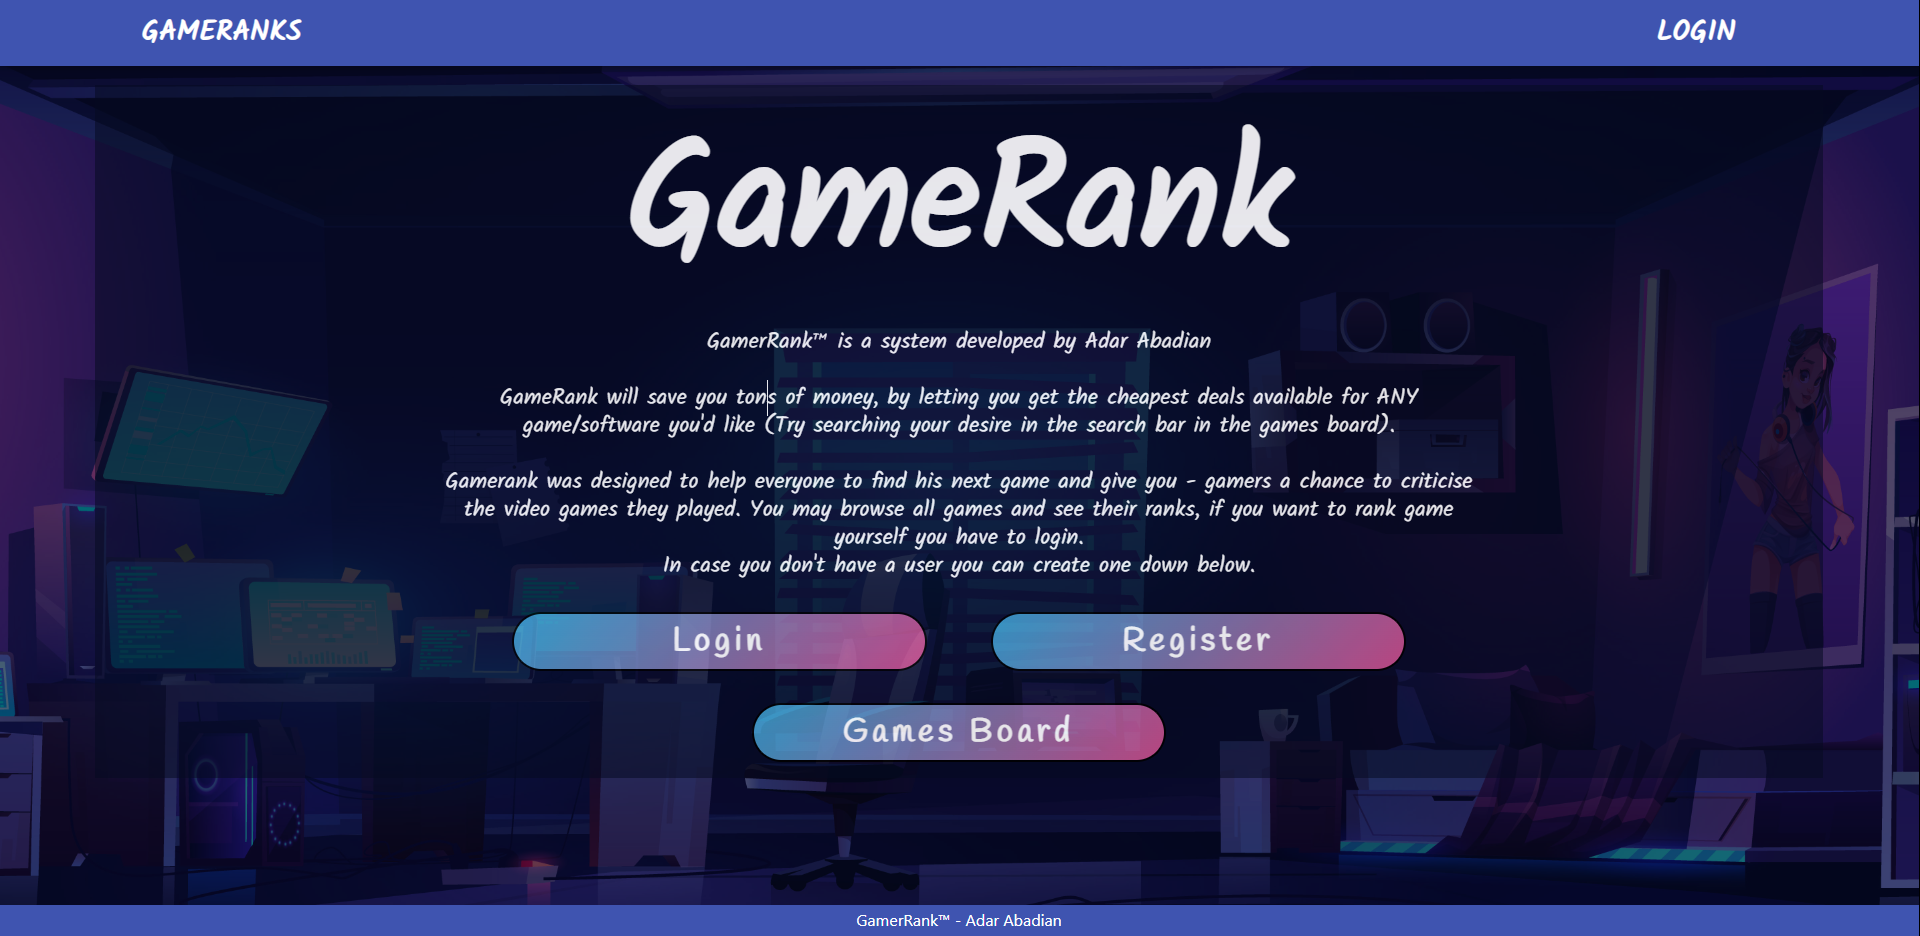 GAMERANKS
LOGIN
GameRank
GamerRank™ is a system developed by Adar Abadian
GameRank will save you tons of money, by letting you get the cheapest deals available for ANY
game/software you'd like (Try searching your desire in the search bar in the games board).
Gamerank was designed to help everyone to find his next game and give you - gamers a chance to criticise
the video games they played. You may browse all games and see their ranks, if you want to rank game
yourself you have to login.
In case you don't have a user you can create one down below.
Login
Register
Games Board
GamerRank™ - Adar Abadian